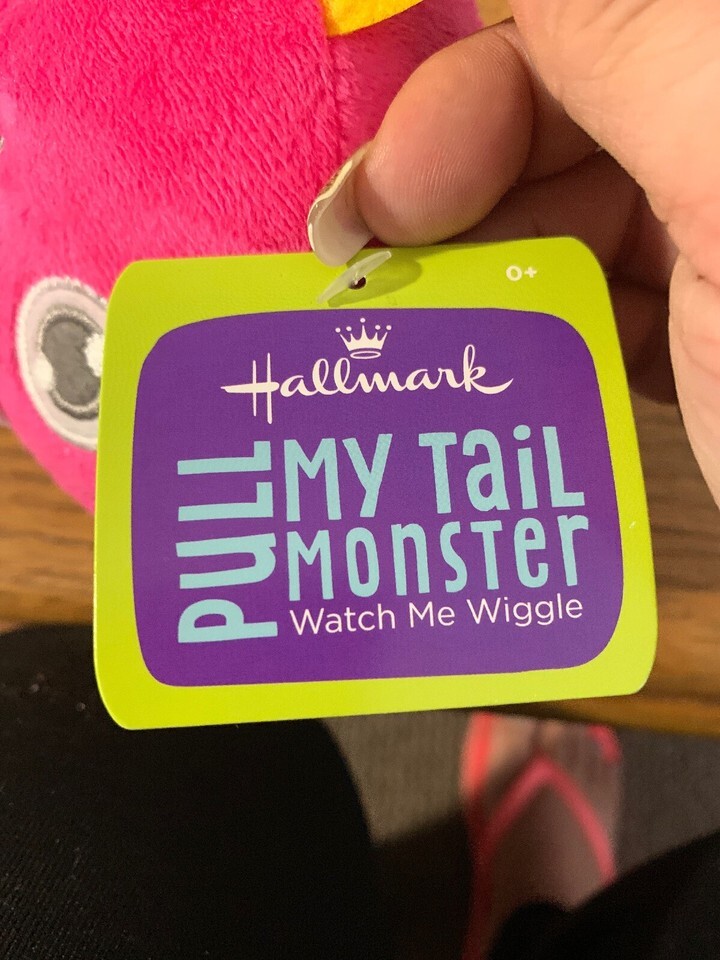 0+
Hallmark
PULL
MY TaiL
MonsTer
Watch Me Wiggle